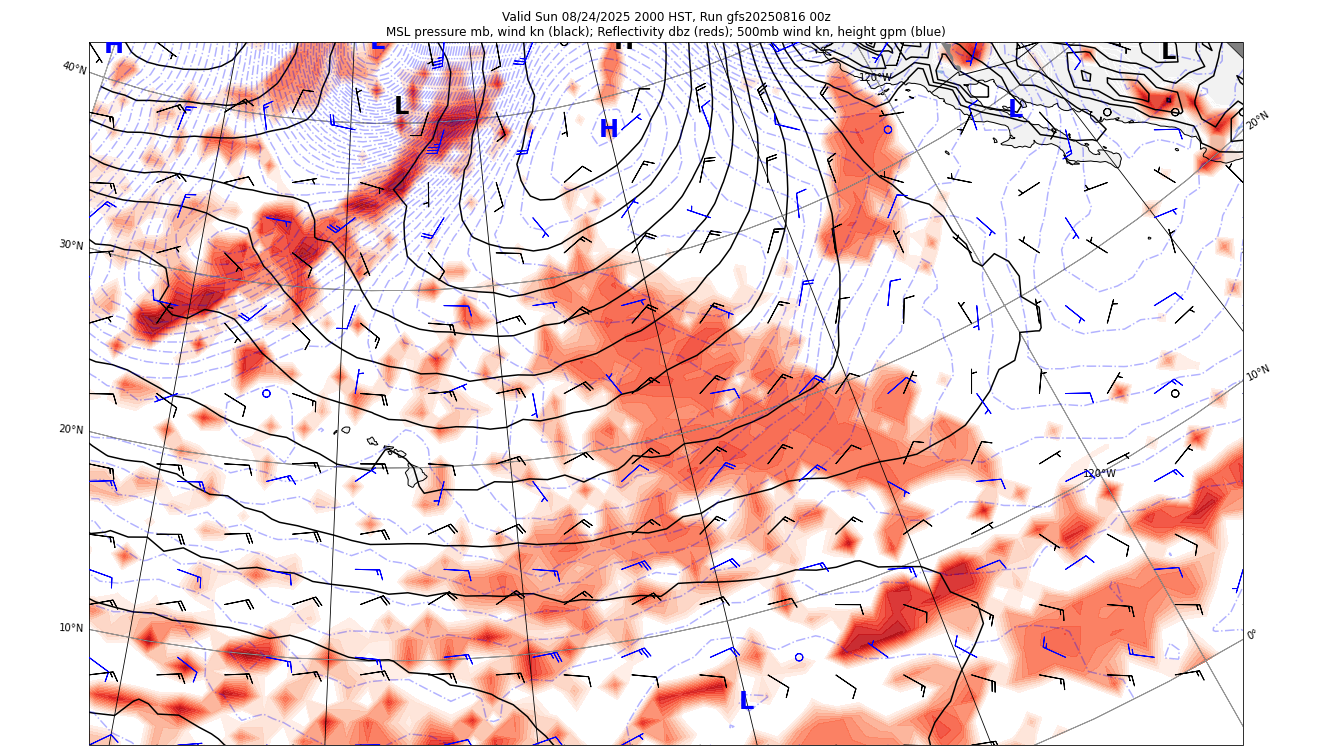 Valid Sun 08/24/2025 2000 HST, Run gfs20250816 00z
MSL pressure mb, wind kn (black); Reflectivity dbz (reds); 500mb wind kn, height gpm (blue)
H
L
H
L
40°N
120°W
L
L
H
20°N
30°N
10°N
20°N
120°W
10°N
0°
L